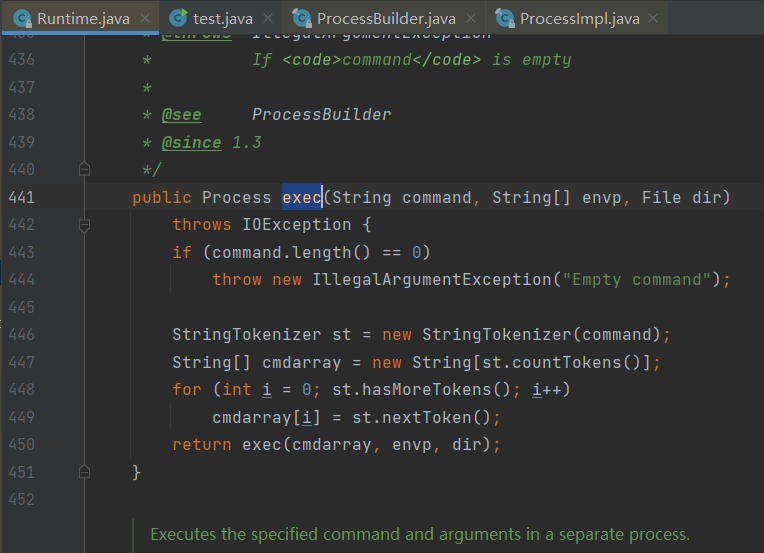 Runtime.java × test.java × ProcessBuilder.java × ProcessImpl.java ×
435 * @throws IllegalArgumentException
436 * If <code>command</code> is empty
437 *
438 * @see ProcessBuilder
439 * @since 1.3
440 */
441 public Process exec(String command, String[] envp, File dir)
442 throws IOException {
443 if (command.length() == 0)
444 throw new IllegalArgumentException("Empty command");
445
446 StringTokenizer st = new StringTokenizer(command);
447 String[] cmdarray = new String[st.countTokens()];
448 for (int i = 0; st.hasMoreTokens(); i++)
449 cmdarray[i] = st.nextToken();
450 return exec(cmdarray, envp, dir);
451 }
452
Executes the specified command and arguments in a separate process.